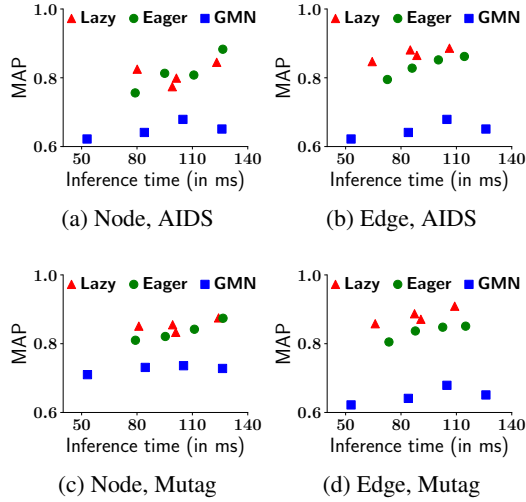 Lazy Eager GMN
1.0
0.8
0.6
MAP
50 80 110 140
Inference time (in ms)
(a) Node, AIDS
Lazy Eager GMN
1.0
0.8
0.6
MAP
50 80 110 140
Inference time (in ms)
(b) Edge, AIDS
Lazy Eager GMN
1.0
0.8
0.6
MAP
50 80 110 140
Inference time (in ms)
(c) Node, Mutag
Lazy Eager GMN
1.0
0.8
0.6
MAP
50 80 110 140
Inference time (in ms)
(d) Edge, Mutag